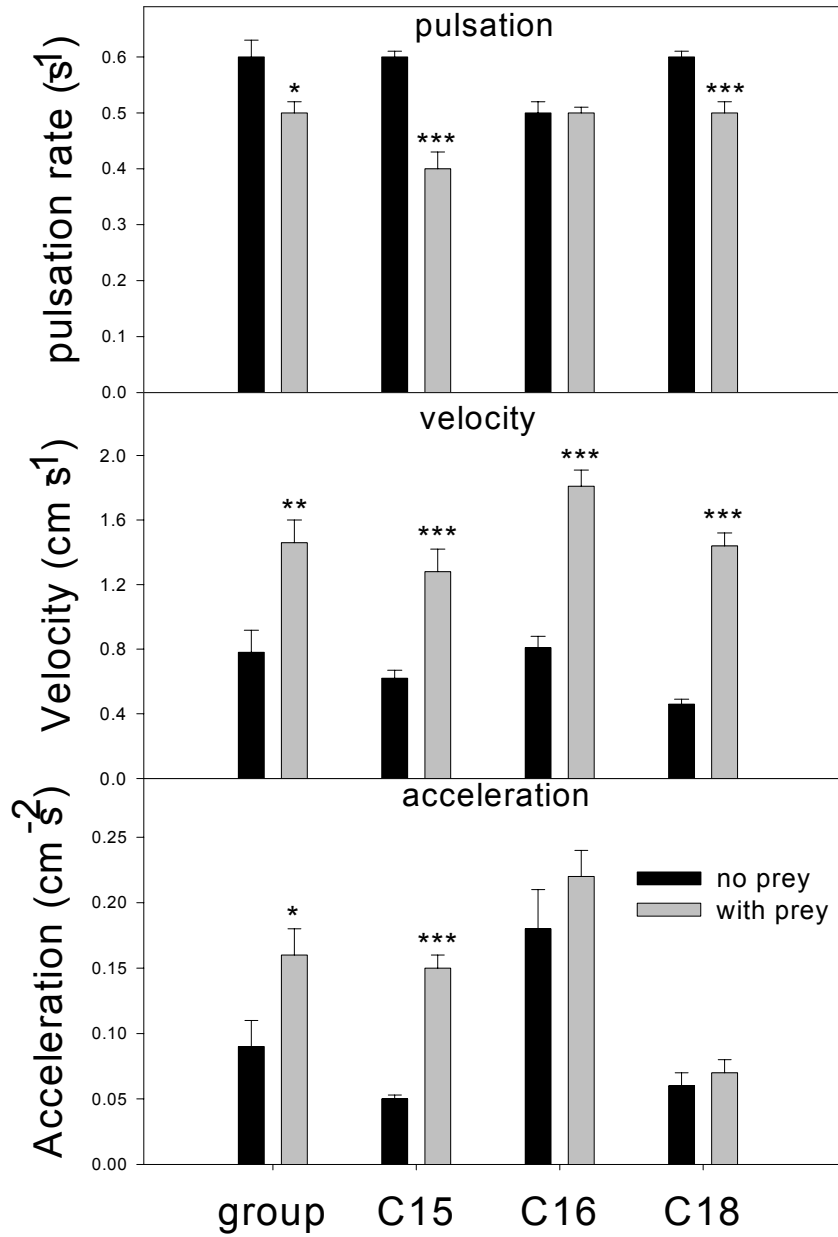 pulsation
pulsation rate (s-1)
0.6
0.5
0.4
0.3
0.2
0.1
0.0
* *** ***
velocity
Velocity (cm s-1)
2.0
1.6
1.2
0.8
0.4
0.0
** *** *** ***
acceleration
Acceleration (cm s-2)
0.25
0.20
0.15
0.10
0.05
0.00
* ***
no prey
with prey
group C15 C16 C18